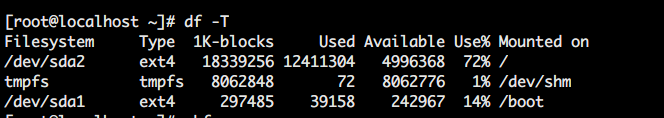 [root@localhost ~]# df -T
Filesystem     Type  1K-blocks     Used Available Use% Mounted on
/dev/sda2      ext4   18339256 12411304   4996368  72% /
tmpfs          tmpfs   8062848       72   8062776   1% /dev/shm
/dev/sda1      ext4     297485    39158    242967  14% /boot